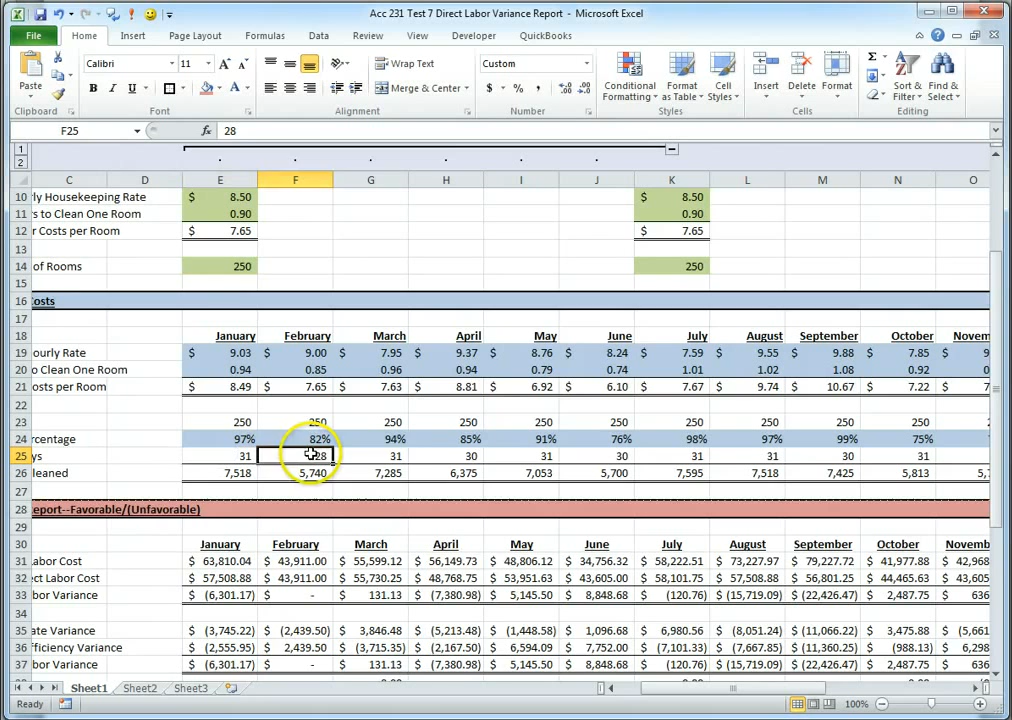 Acc 231 Test 7 Direct Labor Variance Report - Microsoft Excel
File Home Insert Page Layout Formulas Data Review View Developer QuickBooks
Calibri 11 A A Wrap Text Custom
Paste B I U A Merge & Center $ % , Conditional Formatting Format as Table Cell Styles Insert Delete Format Sort & Filter Find & Select
Clipboard Font Alignment Number Styles Cells Editing
F25 fx 28
1
2
C D E F G H I J K L M N O
10 rly Housekeeping Rate $ 8.50 $ 8.50
11 rs to Clean One Room 0.90 0.90
12 r Costs per Room $ 7.65 $ 7.65
13
14 of Rooms 250 250
15
16 Costs
17
18 January February March April May June July August September October Novem
19 ourly Rate $ 9.03 $ 9.00 $ 7.95 $ 9.37 $ 8.76 $ 8.24 $ 7.59 $ 9.55 $ 9.88 $ 7.85 $ 9
20 o Clean One Room 0.94 0.85 0.96 0.94 0.79 0.74 1.01 1.02 1.08 0.92 0
21 osts per Room $ 8.49 $ 7.65 $ 7.63 $ 8.81 $ 6.92 $ 6.10 $ 7.67 $ 9.74 $ 10.67 $ 7.22 $ 7
22
23 250 250 250 250 250 250 250 250 250 250
24 rcentage 97% 82% 94% 85% 91% 76% 98% 97% 99% 75%
25 ys 31 28 31 30 31 30 31 31 30 31
26 leaned 7,518 5,740 7,285 6,375 7,053 5,700 7,595 7,518 7,425 5,813 5,7
27
28 eport--Favorable/(Unfavorable)
29
30 January February March April May June July August September October Novemb
31 abor Cost $ 63,810.04 $ 43,911.00 $ 55,599.12 $ 56,149.73 $ 48,806.12 $ 34,756.32 $ 58,222.51 $ 73,227.97 $ 79,227.72 $ 41,977.88 $ 42,968
32 ect Labor Cost $ 57,508.88 $ 43,911.00 $ 55,730.25 $ 48,768.75 $ 53,951.63 $ 43,605.00 $ 58,101.75 $ 57,508.88 $ 56,801.25 $ 44,465.63 $ 43,605
33 bor Variance $ (6,301.17) $ - $ 131.13 $ (7,380.98) $ 5,145.50 $ 8,848.68 $ (120.76) $ (15,719.09) $ (22,426.47) $ 2,487.75 $ 636
34
35 ate Variance $ (3,745.22) $ (2,439.50) $ 3,846.48 $ (5,213.48) $ (1,448.58) $ 1,096.68 $ 6,980.56 $ (8,051.24) $ (11,066.22) $ 3,475.88 $ (5,661
36 fficiency Variance $ (2,555.95) $ 2,439.50 $ (3,715.35) $ (2,167.50) $ 6,594.09 $ 7,752.00 $ (7,101.33) $ (7,667.85) $ (11,360.25) $ (988.13) $ 6,298
37 bor Variance $ (6,301.17) $ - $ 131.13 $ (7,380.98) $ 5,145.50 $ 8,848.68 $ (120.76) $ (15,719.09) $ (22,426.47) $ 2,487.75 $ 636
Sheet1 Sheet2 Sheet3
Ready 100%